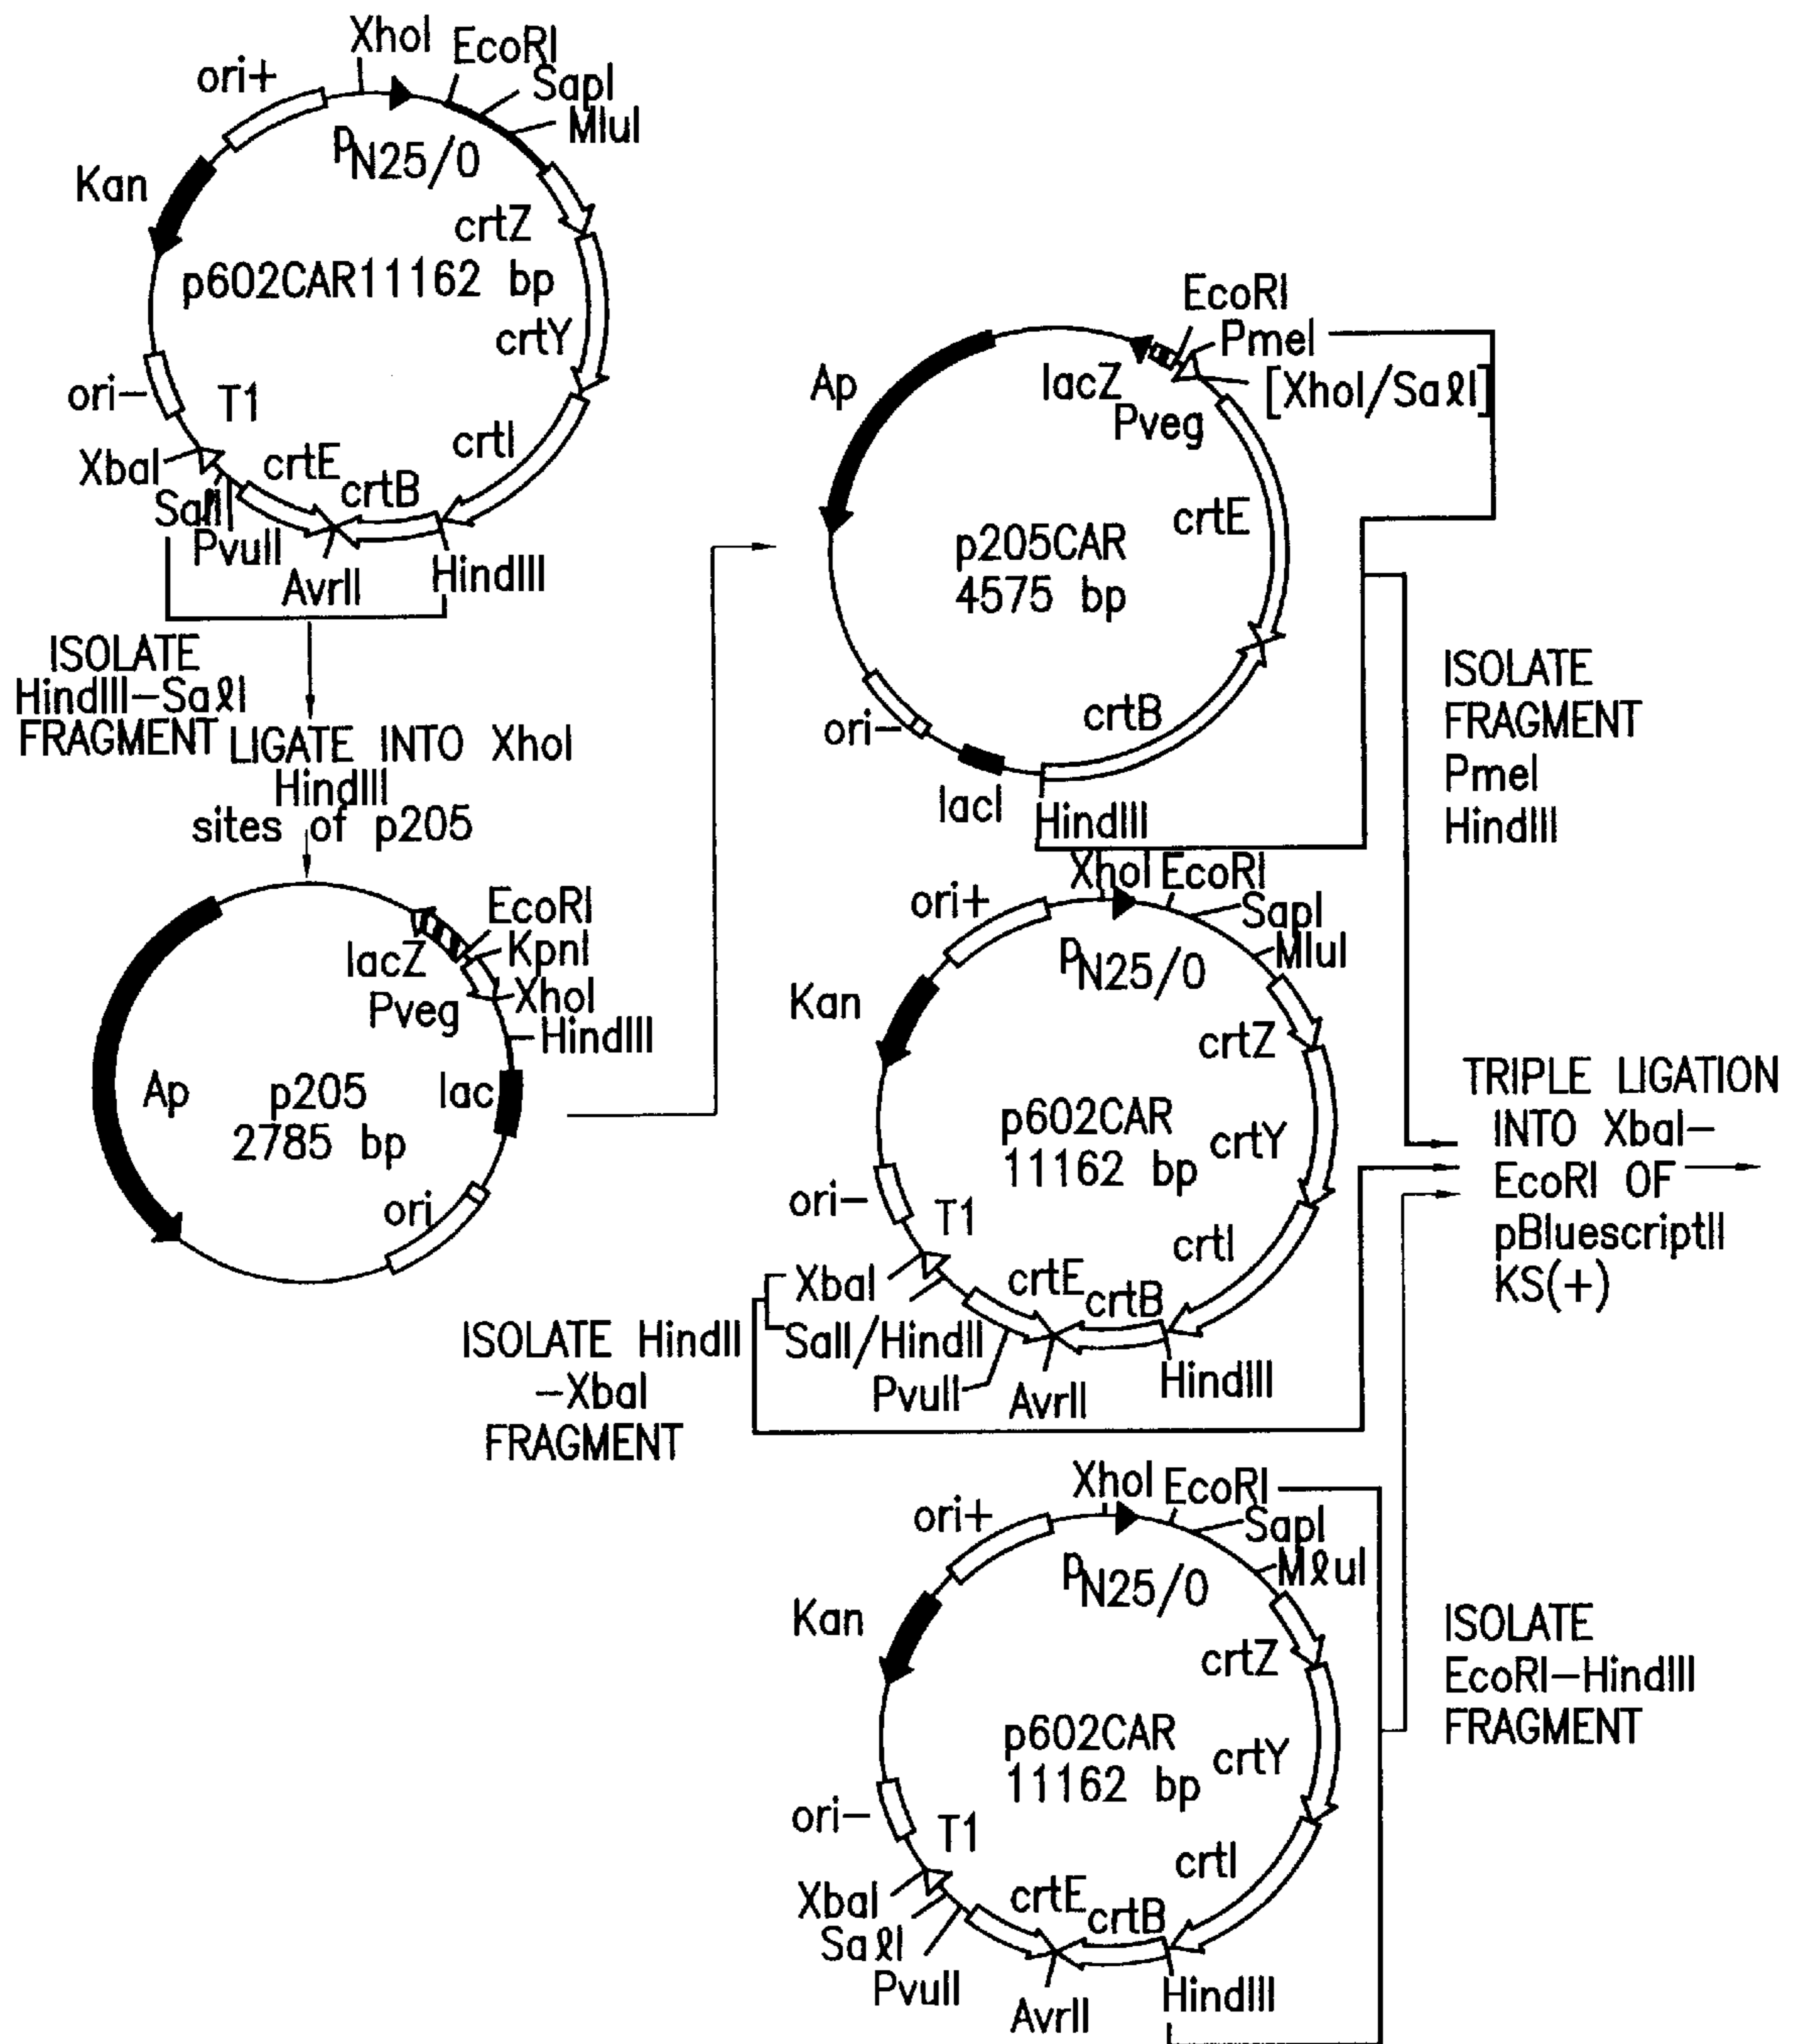 XhoI
EcoRI
SapI
MluI
ori+
PN25/0
Kan
crtZ
p602CAR11162 bp
crtY
ori-
T1
crtI
XbaI
crtE
crtB
SalI
PvuII
AvrII
HindIII
ISOLATE
HindIII-SalI
FRAGMENT
LIGATE INTO XhoI
HindIII
sites of p205
EcoRI
KpnI
lacZ
Pveg
XhoI
HindIII
Ap
p205
2785 bp
lac
ori
EcoRI
PmeI
[XhoI/SalI]
lacZ
Pveg
Ap
crtE
p205CAR
4575 bp
crtB
ori-
lacI
HindIII
ISOLATE
FRAGMENT
PmeI
HindIII
XhoI
EcoRI
SapI
MluI
ori+
PN25/0
Kan
crtZ
p602CAR
11162 bp
crtY
ori-
T1
crtI
XbaI
crtE
crtB
SalI/HindII
PvuII
AvrII
HindIII
ISOLATE HindII
-XbaI
FRAGMENT
TRIPLE LIGATION
INTO XbaI-
EcoRI OF
pBluescriptII
KS(+)
XhoI
EcoRI
SapI
MluI
ori+
PN25/0
Kan
crtZ
p602CAR
11162 bp
crtY
ori-
T1
crtI
XbaI
crtE
crtB
SalI
PvuII
AvrII
HindIII
ISOLATE
EcoRI-HindIII
FRAGMENT